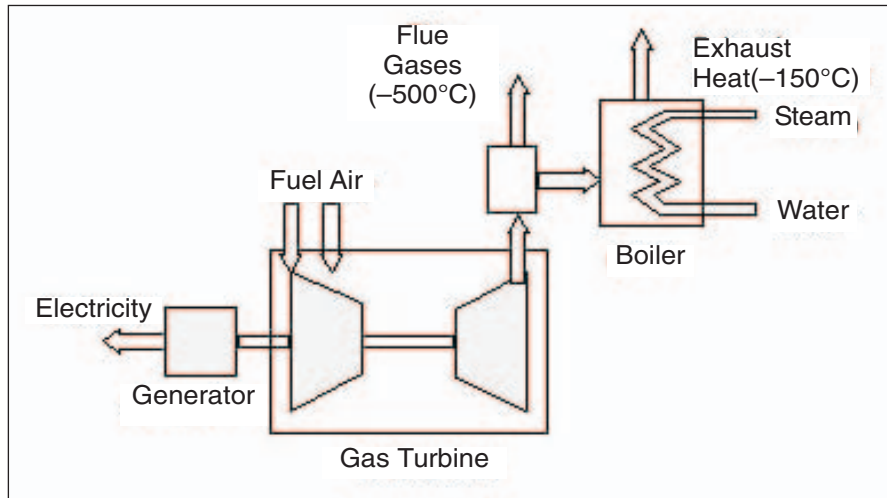 Flue
Gases
(–500°C)
Exhaust
Heat(–150°C)
Steam
Water
Boiler
Fuel Air
Electricity
Generator
Gas Turbine